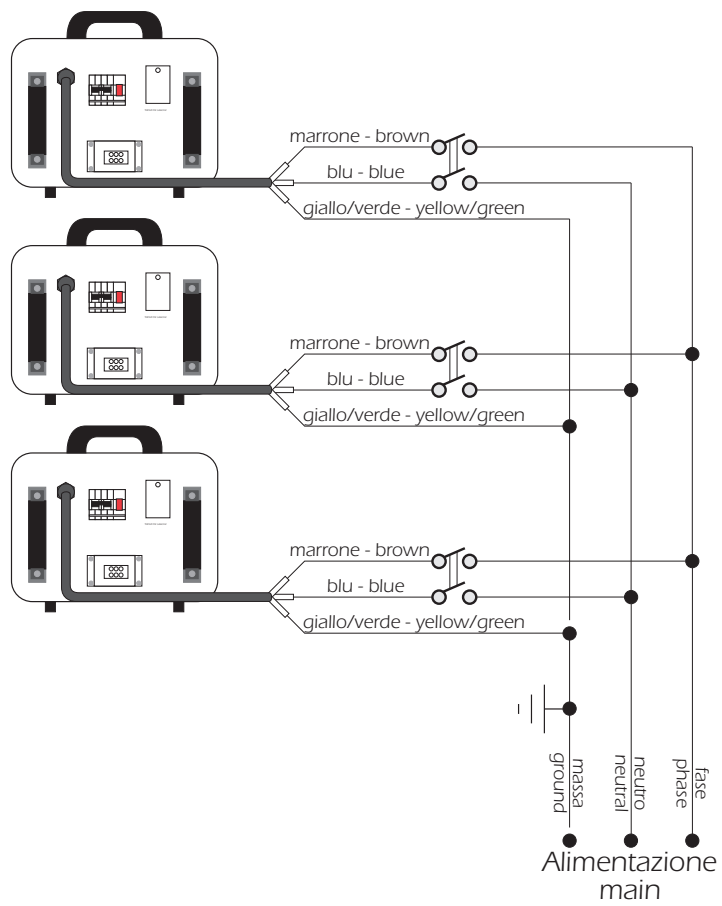 marrone - brown
blu - blue
giallo/verde - yellow/green
marrone - brown
blu - blue
giallo/verde - yellow/green
marrone - brown
blu - blue
giallo/verde - yellow/green
massa
ground
neutro
neutral
fase
phase
Alimentazione
main